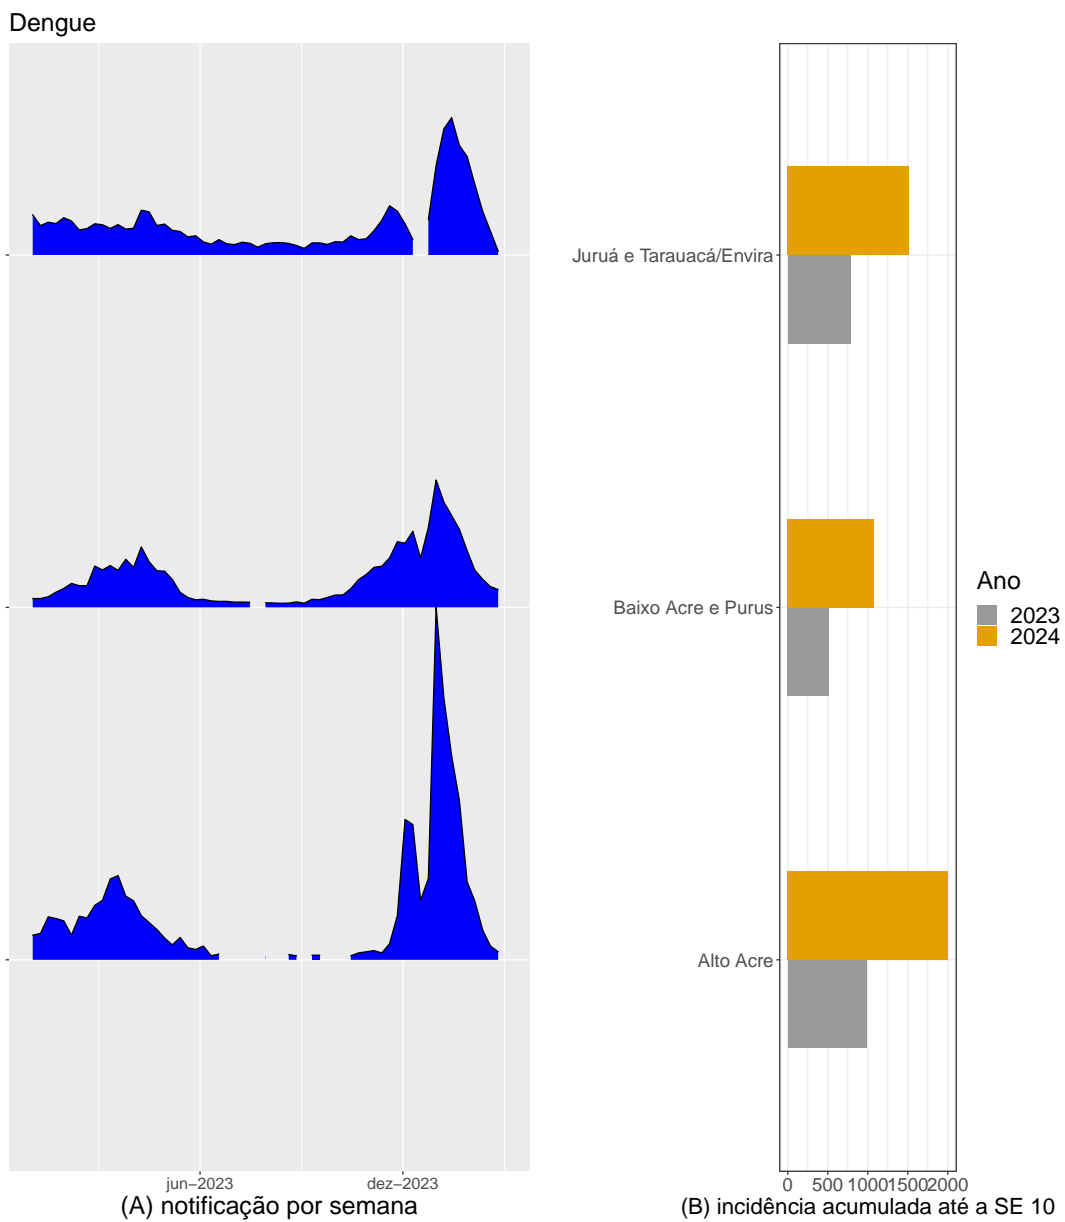 Dengue
Juruá e Tarauacá/Envira
Baixo Acre e Purus
Alto Acre
Ano
2023
2024
jun−2023 dez−2023
0 500 1000 1500 2000
(A) notificação por semana
(B) incidência acumulada até a SE 10